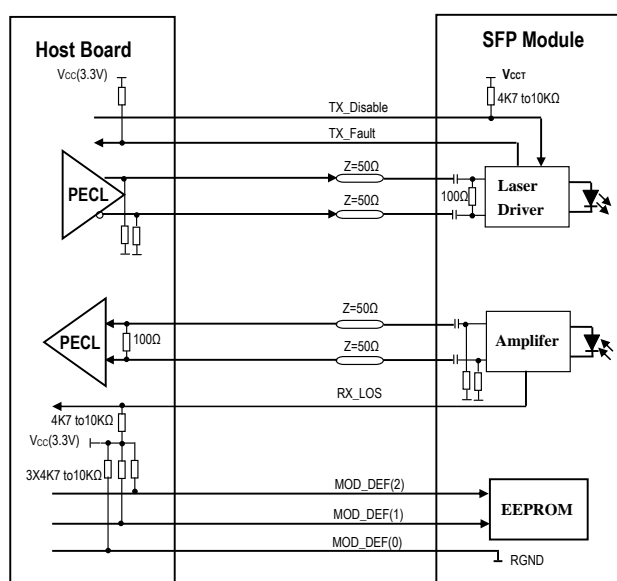 Host Board
SFP Module
Vcc(3.3V)
VCCT
4K7 to10KΩ
TX_Disable
TX_Fault
PECL
Z=50Ω
Z=50Ω
100Ω
Laser
Driver
Z=50Ω
PECL
100Ω
Z=50Ω
Amplifer
RX_LOS
4K7 to10KΩ
Vcc(3.3V)
3X4K7 to10KΩ
MOD_DEF(2)
MOD_DEF(1)
EEPROM
MOD_DEF(0)
RGND